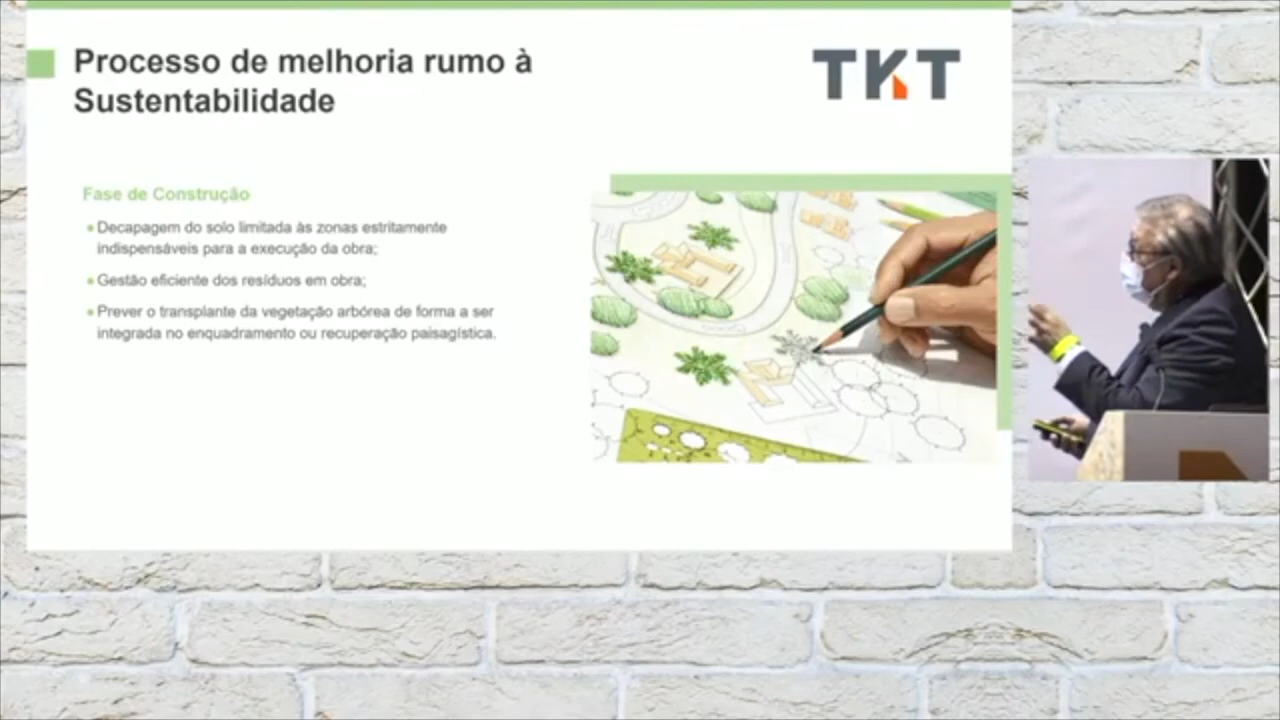 Processo de melhoria rumo à
Sustentabilidade
TKT
Fase de Construção
Decapagem do solo limitada às zonas estritamente
indispensáveis para a execução da obra;
Gestão eficiente dos resíduos em obra;
Prever o transplante da vegetação arbórea de forma a ser
integrada no enquadramento ou recuperação paisagística.